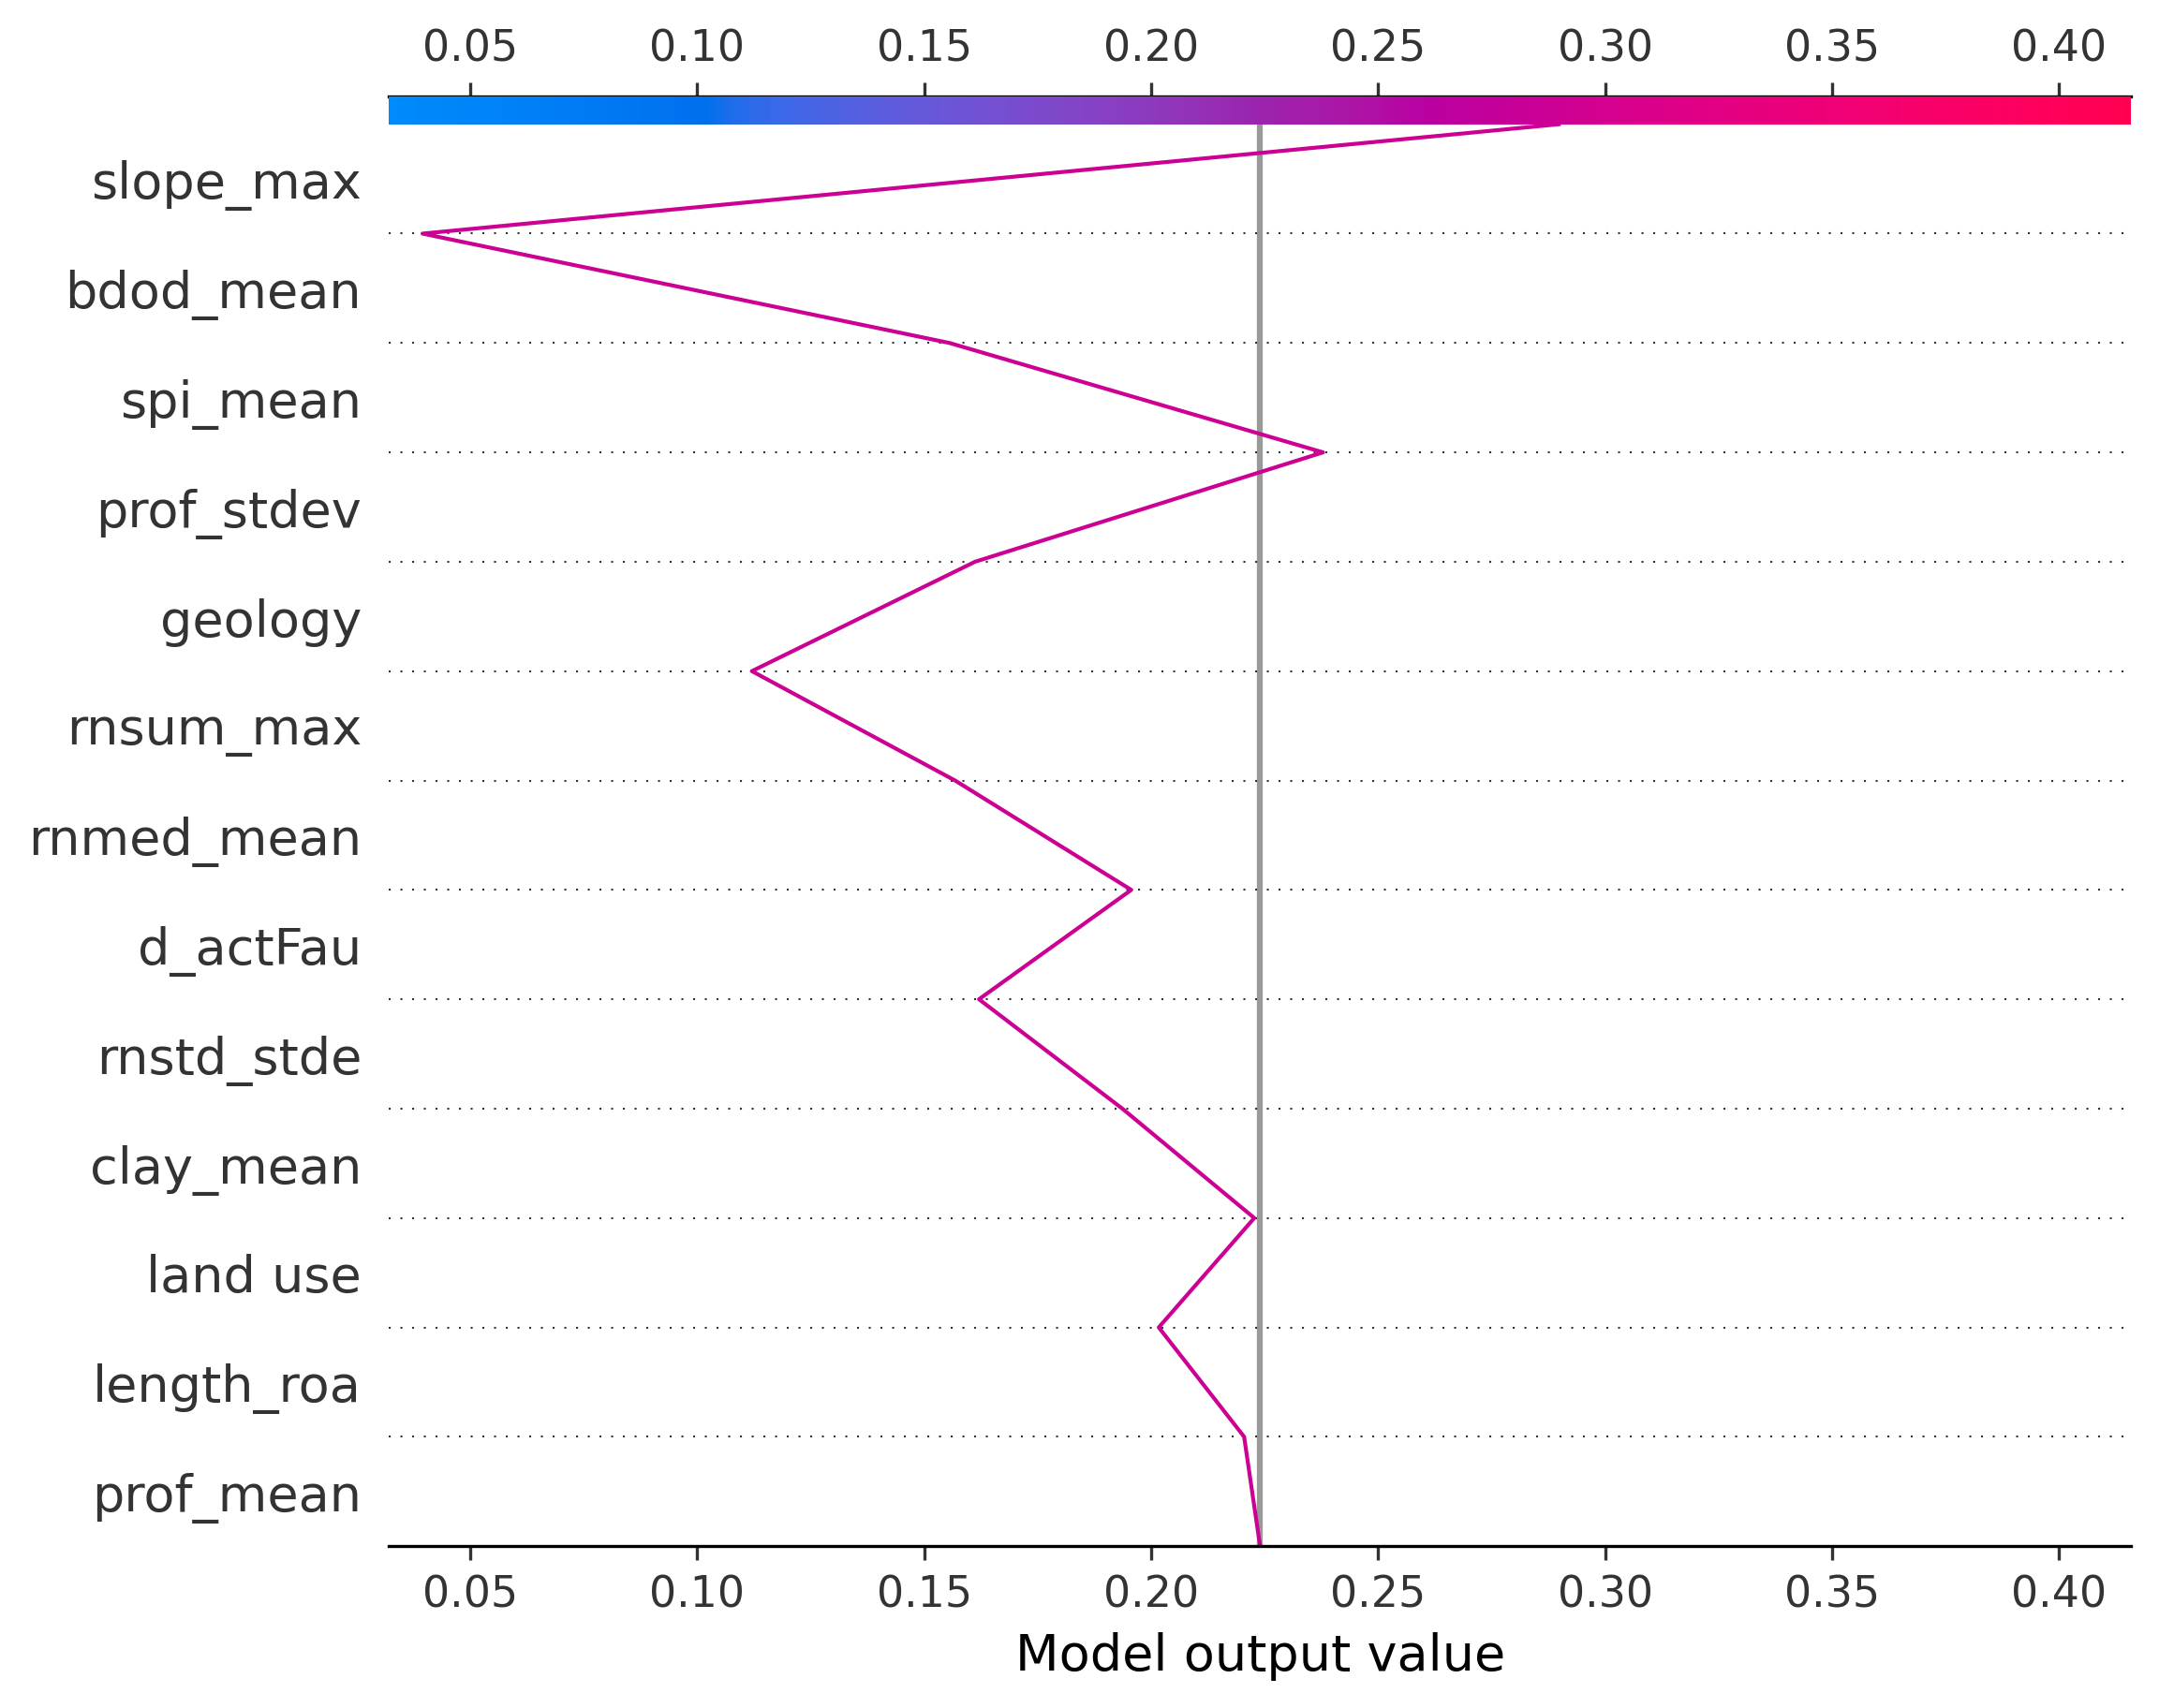 0.05 0.10 0.15 0.20 0.25 0.30 0.35 0.40
slope_max
bdod_mean
spi_mean
prof_stdev
geology
rnsum_max
rnmed_mean
d_actFau
rnstd_stde
clay_mean
land use
length_roa
prof_mean
0.05 0.10 0.15 0.20 0.25 0.30 0.35 0.40
Model output value